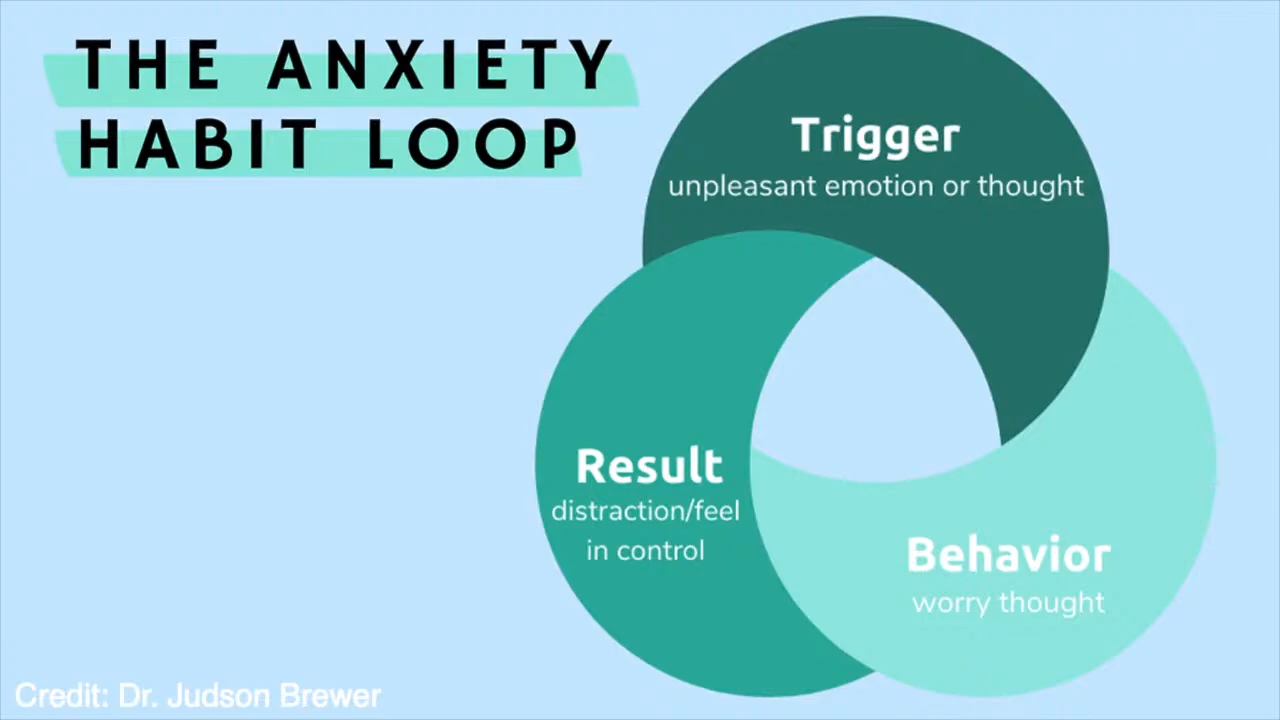 THE ANXIETY
HABIT LOOP
Trigger
unpleasant emotion or thought
Result
distraction/feel
in control
Behavior
worry thought
Credit: Dr. Judson Brewer